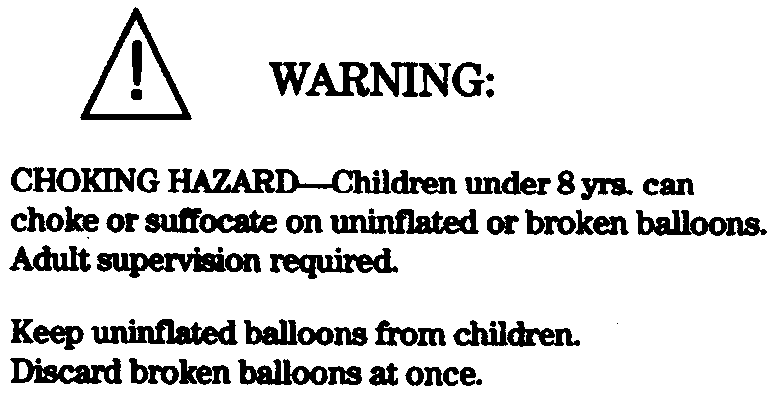 WARNING:
CHOKING HAZARD—Children under 8 yrs. can
choke or suffocate on uninflated or broken balloons.
Adult supervision required.
Keep uninflated balloons from children.
Discard broken balloons at once.